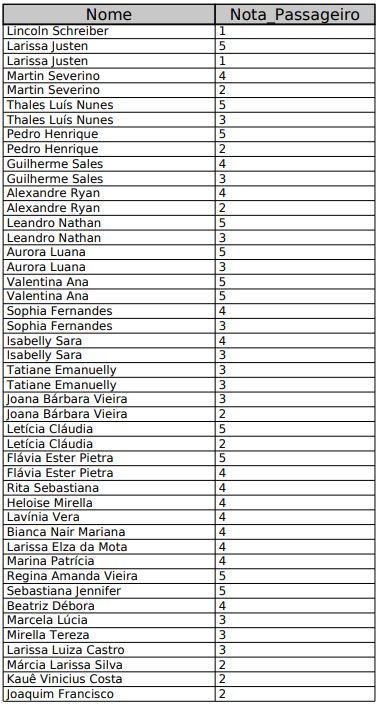 Nome Nota_Passageiro
Lincoln Schreiber 1
Larissa Justen 5
Larissa Justen 1
Martin Severino 4
Martin Severino 2
Thales Luís Nunes 5
Thales Luís Nunes 3
Pedro Henrique 5
Pedro Henrique 2
Guilherme Sales 4
Guilherme Sales 3
Alexandre Ryan 4
Alexandre Ryan 2
Leandro Nathan 5
Leandro Nathan 3
Aurora Luana 5
Aurora Luana 3
Valentina Ana 5
Valentina Ana 5
Sophia Fernandes 4
Sophia Fernandes 3
Isabelly Sara 4
Isabelly Sara 3
Tatiane Emanuelly 3
Tatiane Emanuelly 3
Joana Bárbara Vieira 3
Joana Bárbara Vieira 2
Letícia Cláudia 5
Letícia Cláudia 2
Flávia Ester Pietra 5
Flávia Ester Pietra 4
Rita Sebastiana 4
Heloise Mirella 4
Lavínia Vera 4
Bianca Nair Mariana 4
Larissa Elza da Mota 4
Marina Patrícia 4
Regina Amanda Vieira 5
Sebastiana Jennifer 5
Beatriz Débora 4
Marcela Lúcia 3
Mirella Tereza 3
Larissa Luiza Castro 3
Márcia Larissa Silva 2
Kauê Vinicius Costa 2
Joaquim Francisco 2